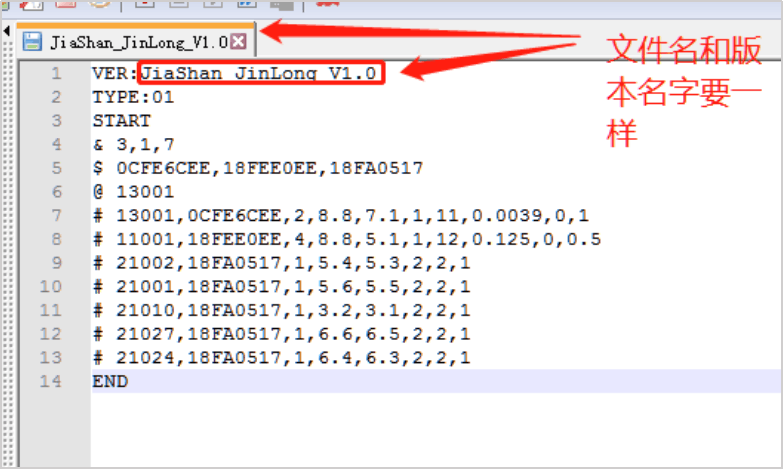 JiaShan_JinLong_V1.0
文件名和版
本名字要一
样
1 VER:JiaShan_JinLong_V1.0
2 TYPE:01
3 START
4 & 3,1,7
5 $ 0CFE6CEE,18FEE0EE,18FA0517
6 @ 13001
7 # 13001,0CFE6CEE,2,8.8,7.1,1,11,0.0039,0,1
8 # 11001,18FEE0EE,4,8.8,5.1,1,12,0.125,0,0.5
9 # 21002,18FA0517,1,5.4,5.3,2,2,1
10 # 21001,18FA0517,1,5.6,5.5,2,2,1
11 # 21010,18FA0517,1,3.2,3.1,2,2,1
12 # 21027,18FA0517,1,6.6,6.5,2,2,1
13 # 21024,18FA0517,1,6.4,6.3,2,2,1
14 END